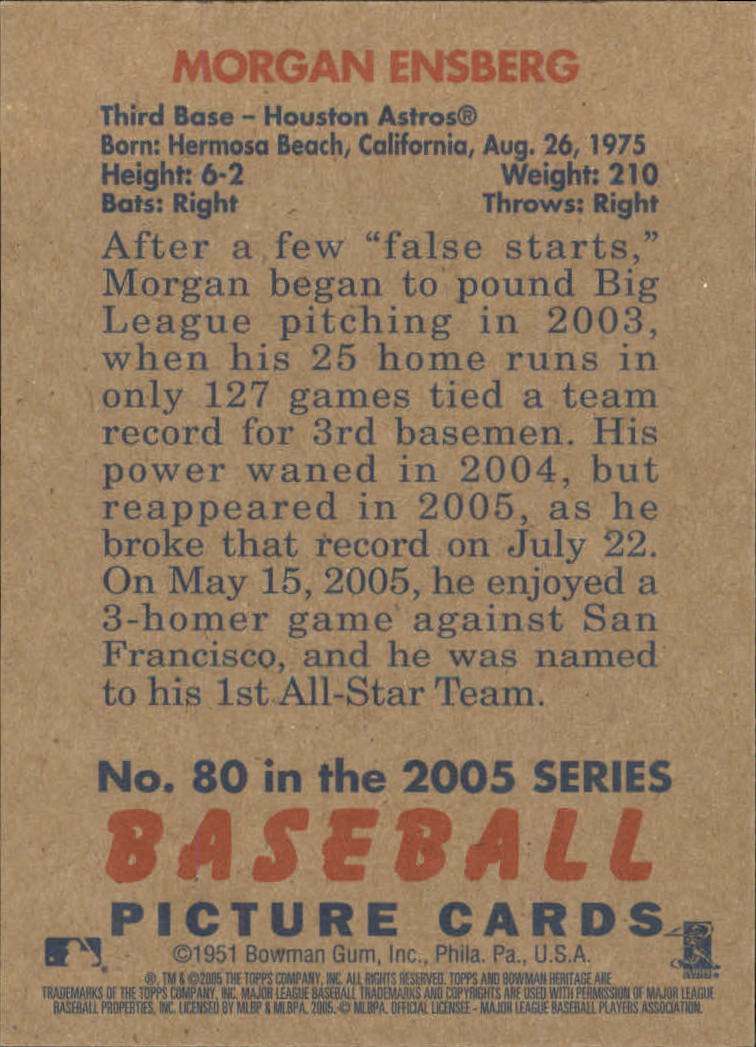 MORGAN ENSBERG
Third Base – Houston Astros®
Born: Hermosa Beach, California, Aug. 26, 1975
Height: 6-2 Weight: 210
Bats: Right Throws: Right
After a few “false starts,”
Morgan began to pound Big
League pitching in 2003,
when his 25 home runs in
only 127 games tied a team
record for 3rd basemen. His
power waned in 2004, but
reappeared in 2005, as he
broke that record on July 22.
On May 15, 2005, he enjoyed a
3-homer game against San
Francisco, and he was named
to his 1st All-Star Team.
No. 80 in the 2005 SERIES
BASEBALL
PICTURE CARDS
©1951 Bowman Gum, Inc., Phila. Pa., U.S.A.
®, TM & ©2005 THE TOPPS COMPANY, INC. ALL RIGHTS RESERVED. TOPPS AND BOWMAN HERITAGE ARE
TRADEMARKS OF THE TOPPS COMPANY, INC. MAJOR LEAGUE BASEBALL TRADEMARKS AND COPYRIGHTS ARE USED WITH PERMISSION OF MAJOR LEAGUE
BASEBALL PROPERTIES, INC. LICENSED BY MLBP & MLBPA. 2005. © MLBPA. OFFICIAL LICENSEE - MAJOR LEAGUE BASEBALL PLAYERS ASSOCIATION.